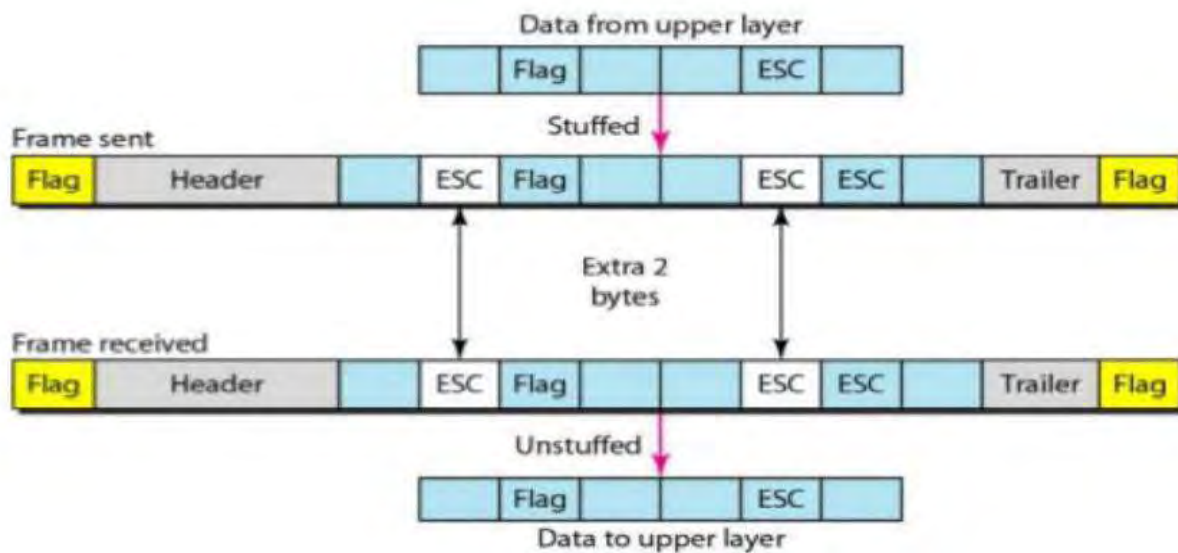 Data from upper layer
Flag ESC
Stuffed
Frame sent
Flag Header ESC Flag ESC ESC Trailer Flag
Extra 2
bytes
Frame received
Flag Header ESC Flag ESC ESC Trailer Flag
Unstuffed
Flag ESC
Data to upper layer